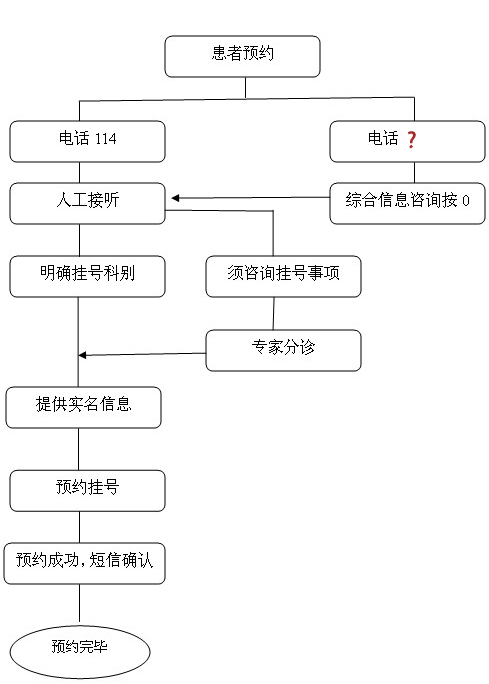 患者预约
电话 114
电话 ?
人工接听
综合信息咨询按 0
明确挂号科别
须咨询挂号事项
专家分诊
提供实名信息
预约挂号
预约成功,短信确认
预约完毕